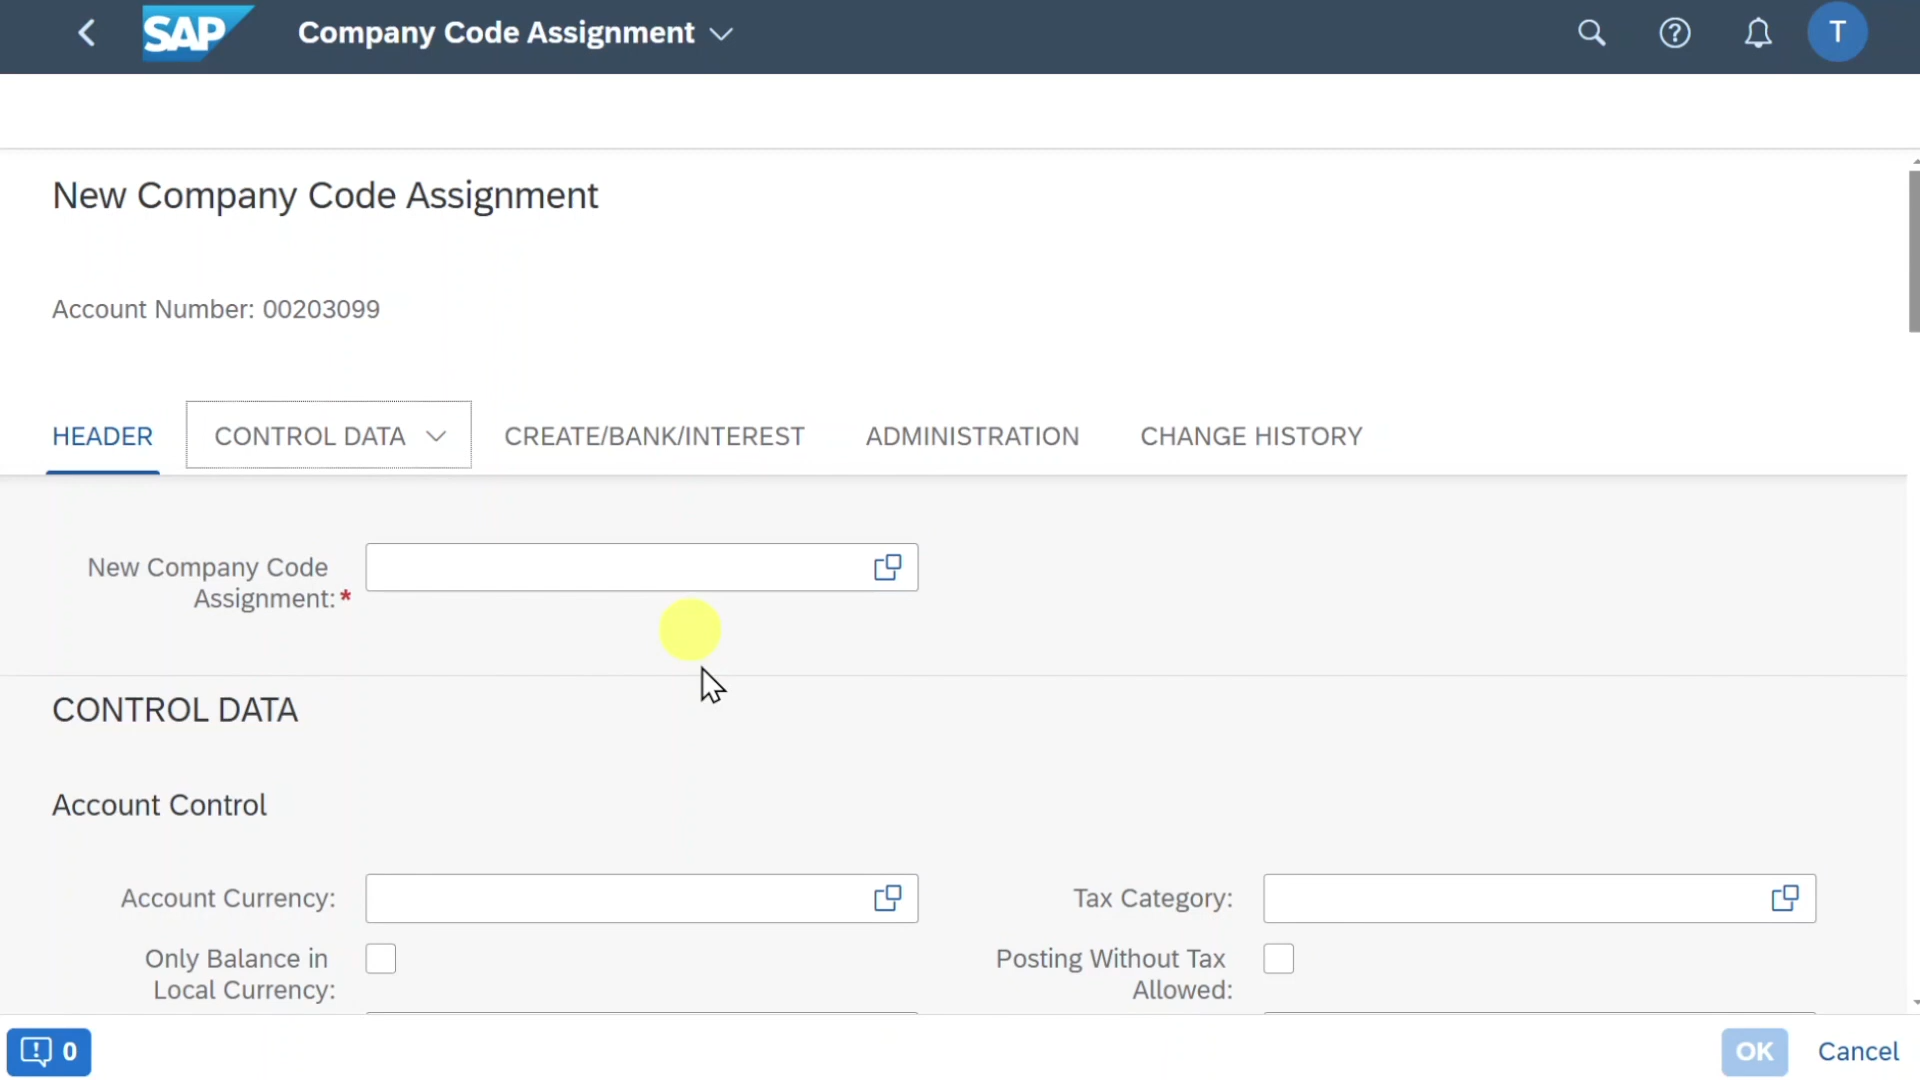 SAP Company Code Assignment T
New Company Code Assignment
Account Number: 00203099
HEADER CONTROL DATA CREATE/BANK/INTEREST ADMINISTRATION CHANGE HISTORY
New Company Code
Assignment:*
CONTROL DATA
Account Control
Account Currency: Tax Category:
Only Balance in Posting Without Tax
Local Currency: Allowed:
0 OK Cancel